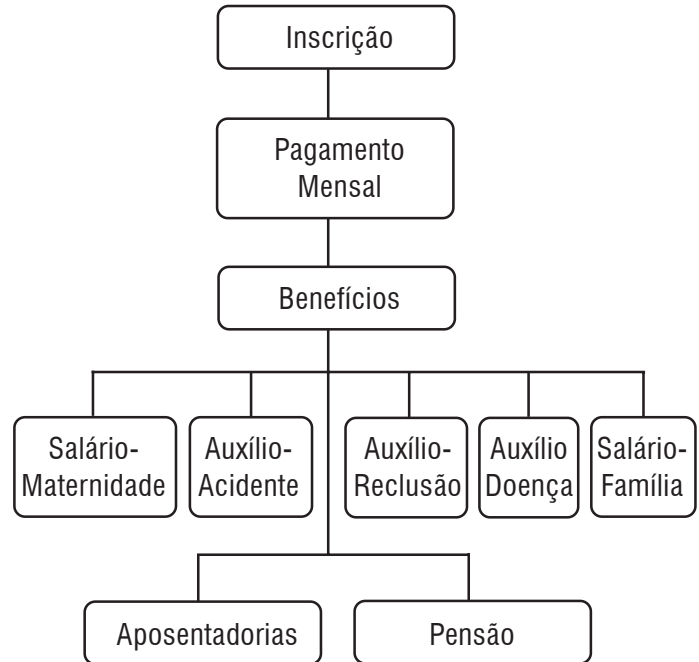 Inscrição
Pagamento
Mensal
Benefícios
Salário-
Maternidade
Auxílio-
Acidente
Auxílio-
Reclusão
Auxílio
Doença
Salário-
Família
Aposentadorias
Pensão